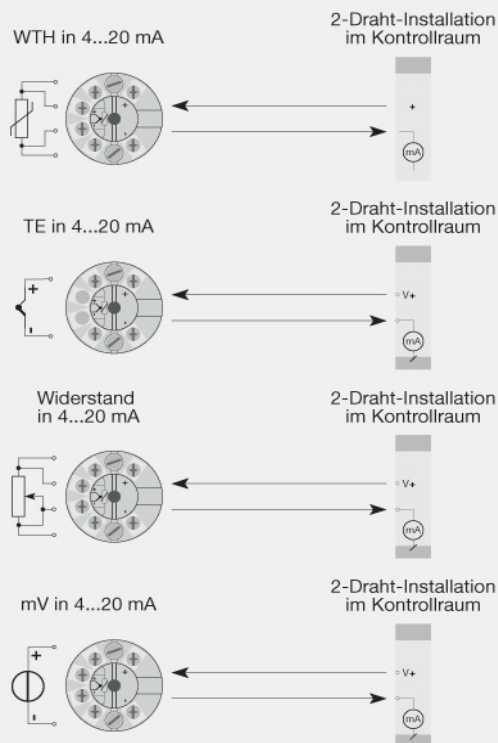 WTH in 4...20 mA
2-Draht-Installation
im Kontrollraum
+
mA
TE in 4...20 mA
2-Draht-Installation
im Kontrollraum
+
-
V+
mA
Widerstand
in 4...20 mA
2-Draht-Installation
im Kontrollraum
V+
mA
mV in 4...20 mA
2-Draht-Installation
im Kontrollraum
+
-
V+
mA